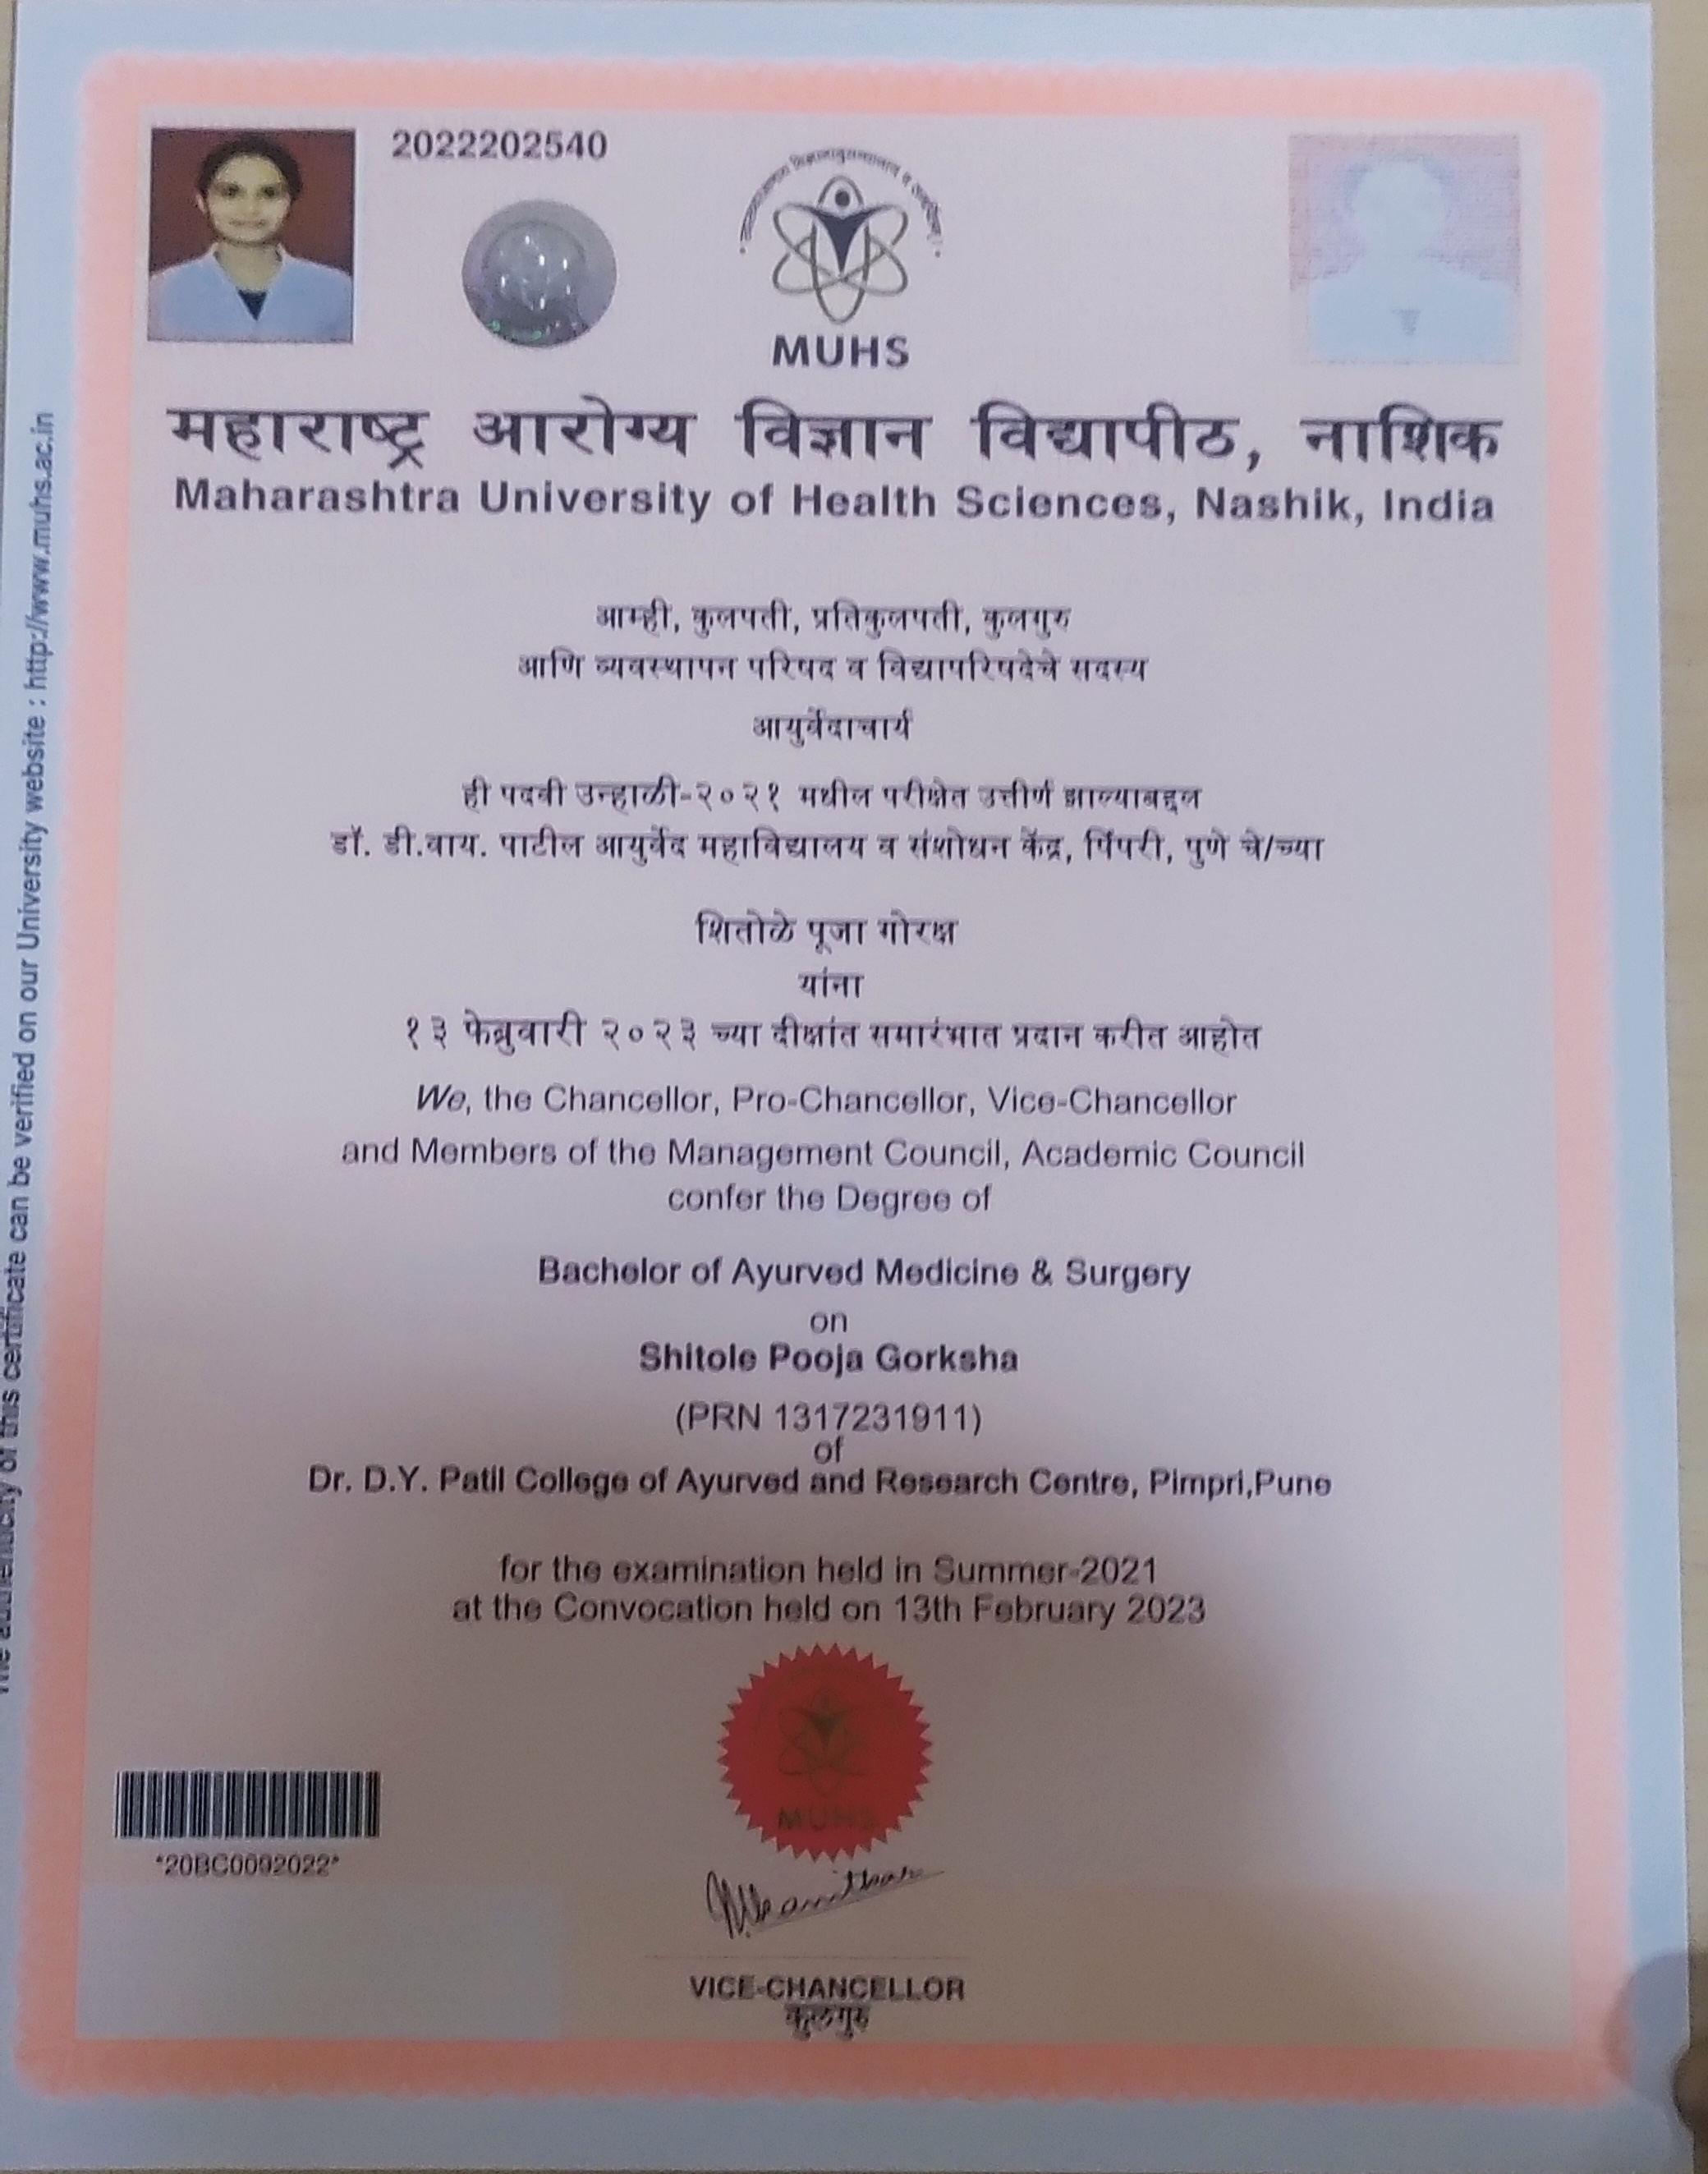 2022202540
MUHS
महाराष्ट्र आरोग्य विज्ञान विद्यापीठ, नाशिक
Maharashtra University of Health Sciences, Nashik, India
आम्ही, कुलपती, प्रतिकुलपती, कुलगुरु
आणि व्यवस्थापन परिषद व विद्यापरिषदेचे सदस्य
आयुर्वेदाचार्य
ही पदवी उन्हाळी-२०२१ मधील परीक्षेत उत्तीर्ण झाल्याबद्दल
डॉ. डी.वाय. पाटील आयुर्वेद महाविद्यालय व संशोधन केंद्र, पिंपरी, पुणे चे/च्या
शितोळे पूजा गोरक्ष
यांना
१३ फेब्रुवारी २०२३ च्या दीक्षांत समारंभात प्रदान करीत आहोत
We, the Chancellor, Pro-Chancellor, Vice-Chancellor
and Members of the Management Council, Academic Council
confer the Degree of
Bachelor of Ayurved Medicine & Surgery
on
Shitole Pooja Gorksha
(PRN 1317231911)
of
Dr. D.Y. Patil College of Ayurved and Research Centre, Pimpri,Pune
for the examination held in Summer-2021
at the Convocation held on 13th February 2023
MUHS
*20BC0092022*
VICE-CHANCELLOR
कुलगुरु
The authenticity of this certificate can be verified on our University website : http://www.muhs.ac.in